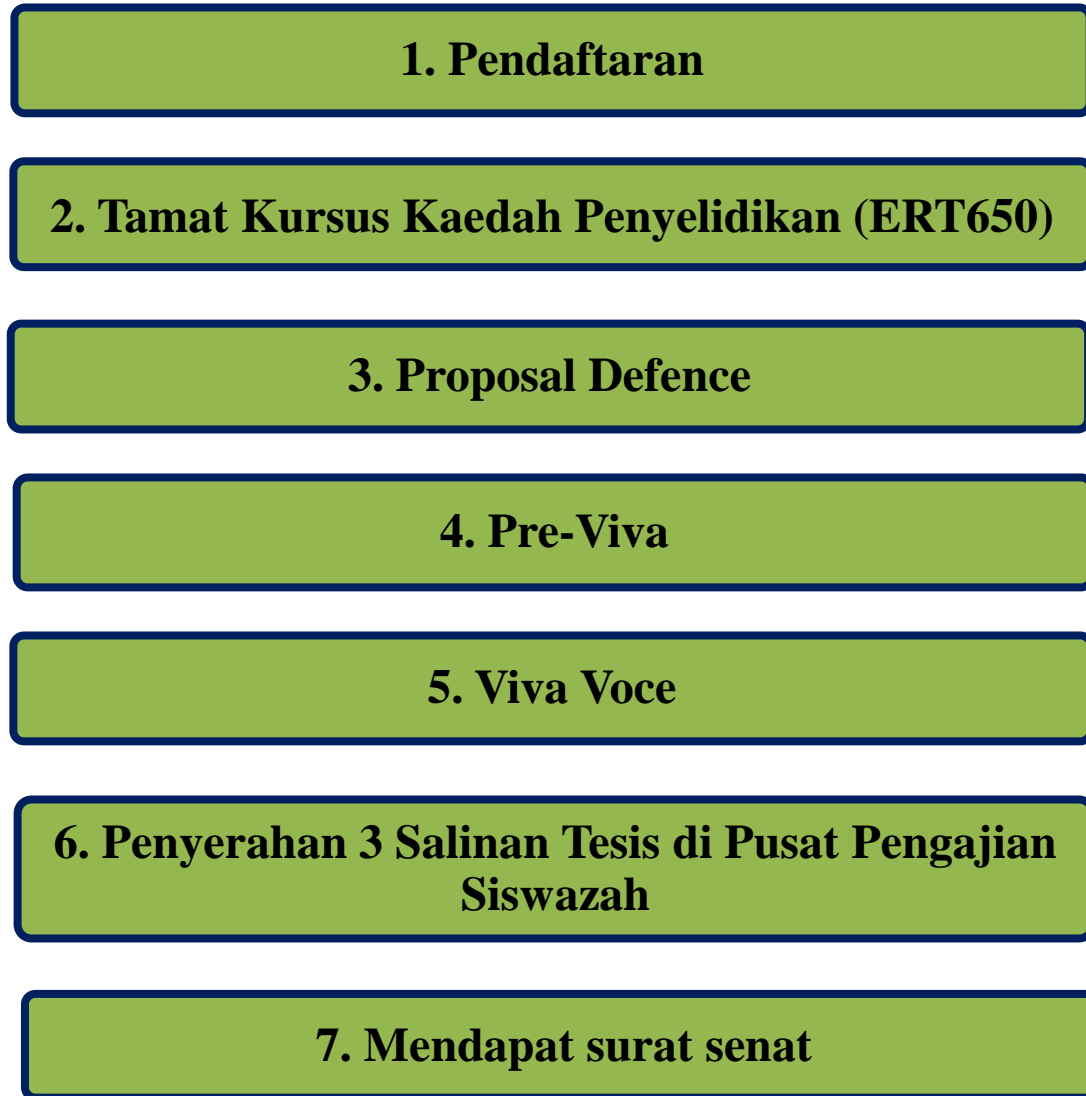 1. Pendaftaran
2. Tamat Kursus Kaedah Penyelidikan (ERT650)
3. Proposal Defence
4. Pre-Viva
5. Viva Voce
6. Penyerahan 3 Salinan Tesis di Pusat Pengajian
Siswazah
7. Mendapat surat senat